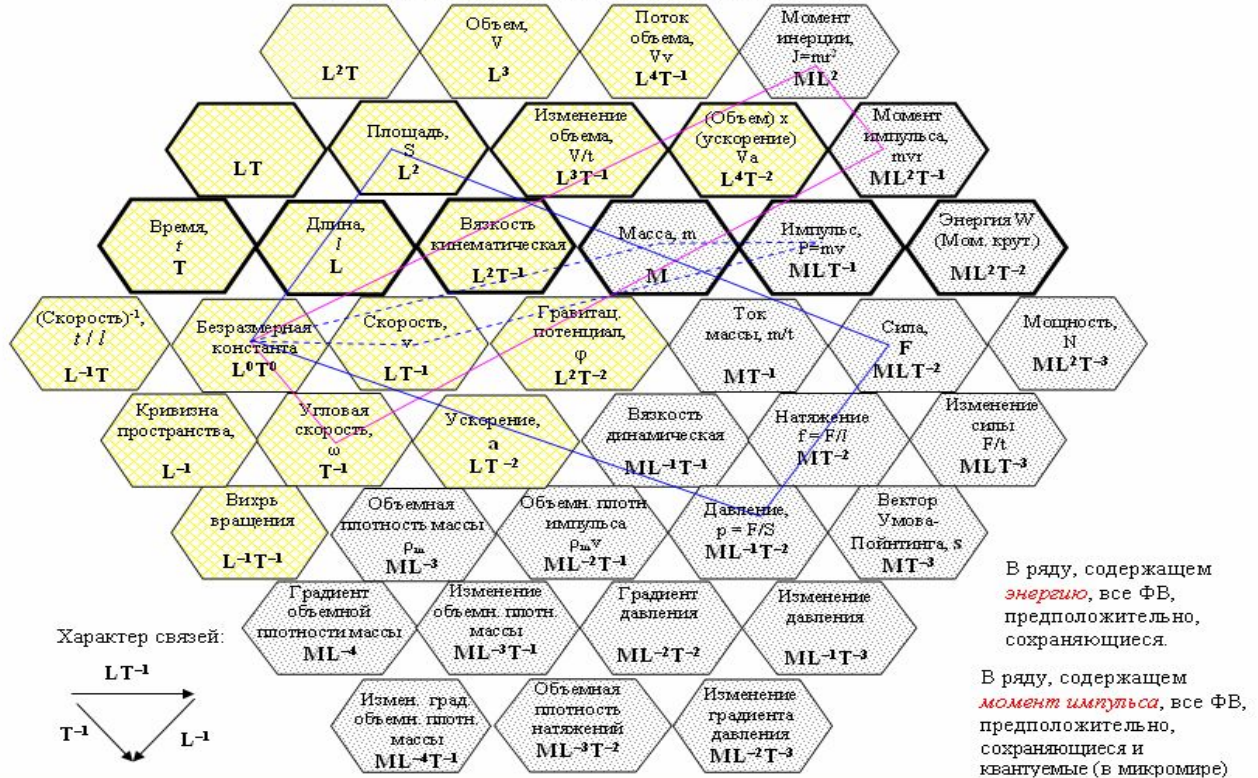 L²T
Объем,
V
L³
Поток
объема,
Vv
L⁴T⁻¹
Момент
инерции,
J=mr²
ML²
LT
Площадь,
S
L²
Изменение
объема,
V/t
L³T⁻¹
(Объем) х
(ускорение)
Va
L⁴T⁻²
Момент
импульса,
mvr
ML²T⁻¹
Время,
t
T
Длина,
l
L
Вязкость
кинематическая
L²T⁻¹
Масса, m
M
Импульс,
P=mv
MLT⁻¹
Энергия W
(Мом. крут.)
ML²T⁻²
(Скорость)⁻¹,
t / l
L⁻¹T
Безразмерная
константа
L⁰T⁰
Скорость,
v
LT⁻¹
Гравитац.
потенциал,
φ
L²T⁻²
Ток
массы, m/t
MT⁻¹
Сила,
F
MLT⁻²
Мощность,
N
ML²T⁻³
Кривизна
пространства,
L⁻¹
Угловая
скорость,
ω
T⁻¹
Ускорение,
a
LT⁻²
Вязкость
динамическая
ML⁻¹T⁻¹
Натяжение
f = F/l
MT⁻²
Изменение
силы
F/t
MLT⁻³
Вихрь
вращения
L⁻¹T⁻¹
Объемная
плотность массы
ρₘ
ML⁻³
Объемн. плотн
импульса
ρₘv
ML⁻²T⁻¹
Давление,
p = F/S
ML⁻¹T⁻²
Вектор
Умова-
Пойнтинга, s
MT⁻³
Градиент
объемной
плотности массы
ML⁻⁴
Изменение
объемн. плотн.
массы
ML⁻³T⁻¹
Градиент
давления
ML⁻²T⁻²
Изменение
давления
ML⁻¹T⁻³
Измен. град.
объемн. плотн.
массы
ML⁻⁴T⁻¹
Объемная
плотность
натяжений
ML⁻³T⁻²
Изменение
градиента
давления
ML⁻²T⁻³
Характер связей:
LT⁻¹
T⁻¹
L⁻¹
В ряду, содержащем
энергию, все ФВ,
предположительно,
сохраняющиеся.
В ряду, содержащем
момент импульса, все ФВ,
предположительно,
сохраняющиеся и
квантуемые (в микромире)